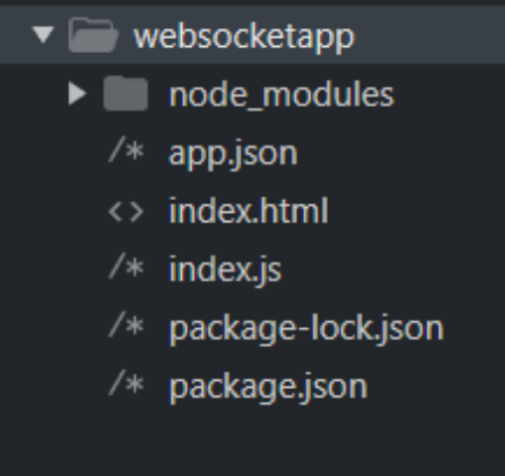 websocketapp
node_modules
/* app.json
<> index.html
/* index.js
/* package-lock.json
/* package.json